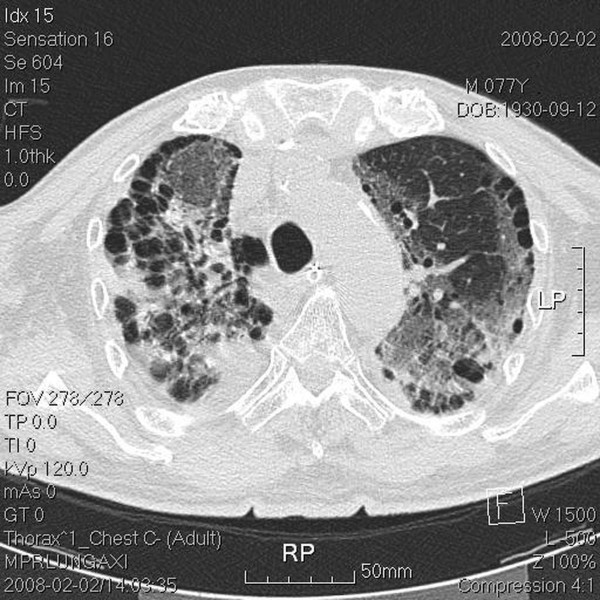 Idx 15
Sensation 16
Se 604
Im 15
CT
HFS
1.0thk
0.0
2008-02-02
M 077Y
DOB:1930-09-12
LP
FOV 278/278
TP 0.0
TI 0
kVp 120.0
mAs 0
GT 0
Thorax^1_Chest C- (Adult)
MPRLUNGAXI
2008-02-02/14:03:35
RP
50mm
F
W 1500
L -500
Z 100%
Compression 4:1